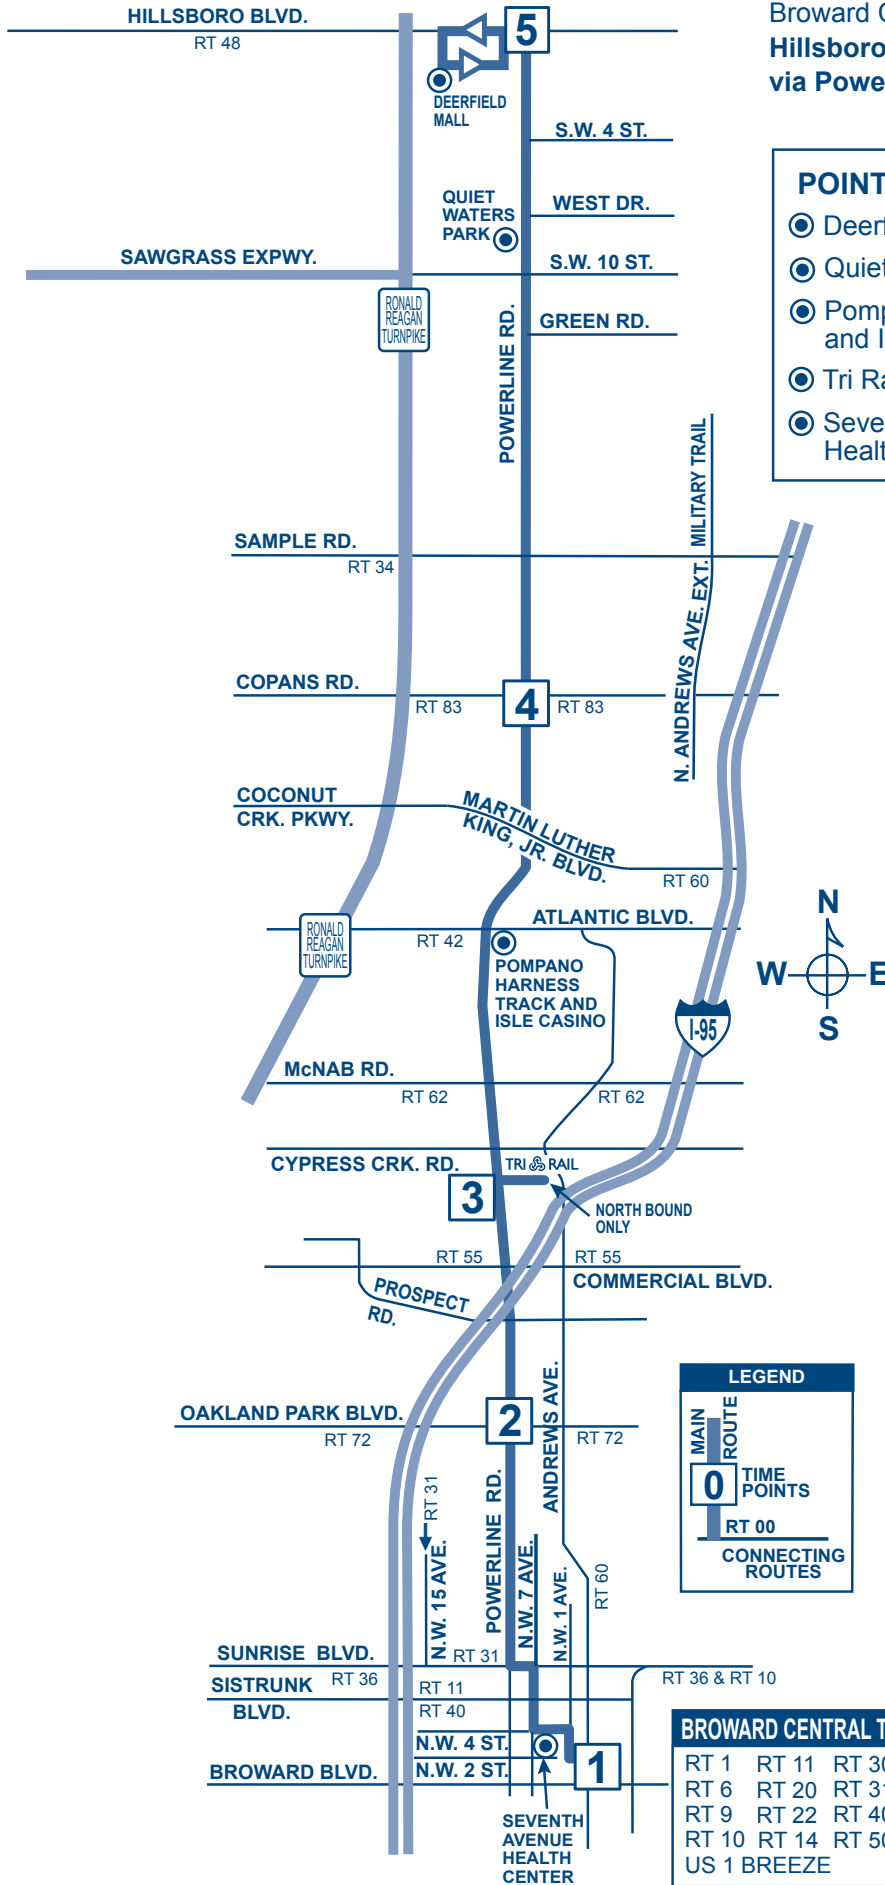 HILLSBORO BLVD.
RT 48
5
Broward C
Hillsboro
via Powe
DEERFIELD
MALL
S.W. 4 ST.
QUIET
WATERS
PARK
WEST DR.
SAWGRASS EXPWY.
S.W. 10 ST.
RONALD
REAGAN
TURNPIKE
GREEN RD.
POWERLINE RD.
POINT
Deerf
Quiet
Pomp
and I
Tri Ra
Seve
Healt
MILITARY TRAIL
N. ANDREWS AVE. EXT.
SAMPLE RD.
RT 34
COPANS RD.
RT 83
4
RT 83
COCONUT
CRK. PKWY.
MARTIN LUTHER
KING, JR. BLVD.
RT 60
ATLANTIC BLVD.
RT 42
RONALD
REAGAN
TURNPIKE
POMPANO
HARNESS
TRACK AND
ISLE CASINO
N
W
E
S
I-95
McNAB RD.
RT 62
RT 62
CYPRESS CRK. RD.
TRI RAIL
3
NORTH BOUND
ONLY
RT 55
RT 55
COMMERCIAL BLVD.
PROSPECT
RD.
OAKLAND PARK BLVD.
RT 72
2
RT 72
ANDREWS AVE.
LEGEND
MAIN
ROUTE
0
TIME
POINTS
RT 00
CONNECTING
ROUTES
RT 31
N.W. 15 AVE.
POWERLINE RD.
N.W. 7 AVE.
N.W. 1 AVE.
RT 60
SUNRISE BLVD.
RT 31
RT 36
RT 36 & RT 10
SISTRUNK
BLVD.
RT 11
RT 40
N.W. 4 ST.
N.W. 2 ST.
BROWARD BLVD.
1
SEVENTH
AVENUE
HEALTH
CENTER
BROWARD CENTRAL T
RT 1 RT 11 RT 30
RT 6 RT 20 RT 31
RT 9 RT 22 RT 40
RT 10 RT 14 RT 50
US 1 BREEZE